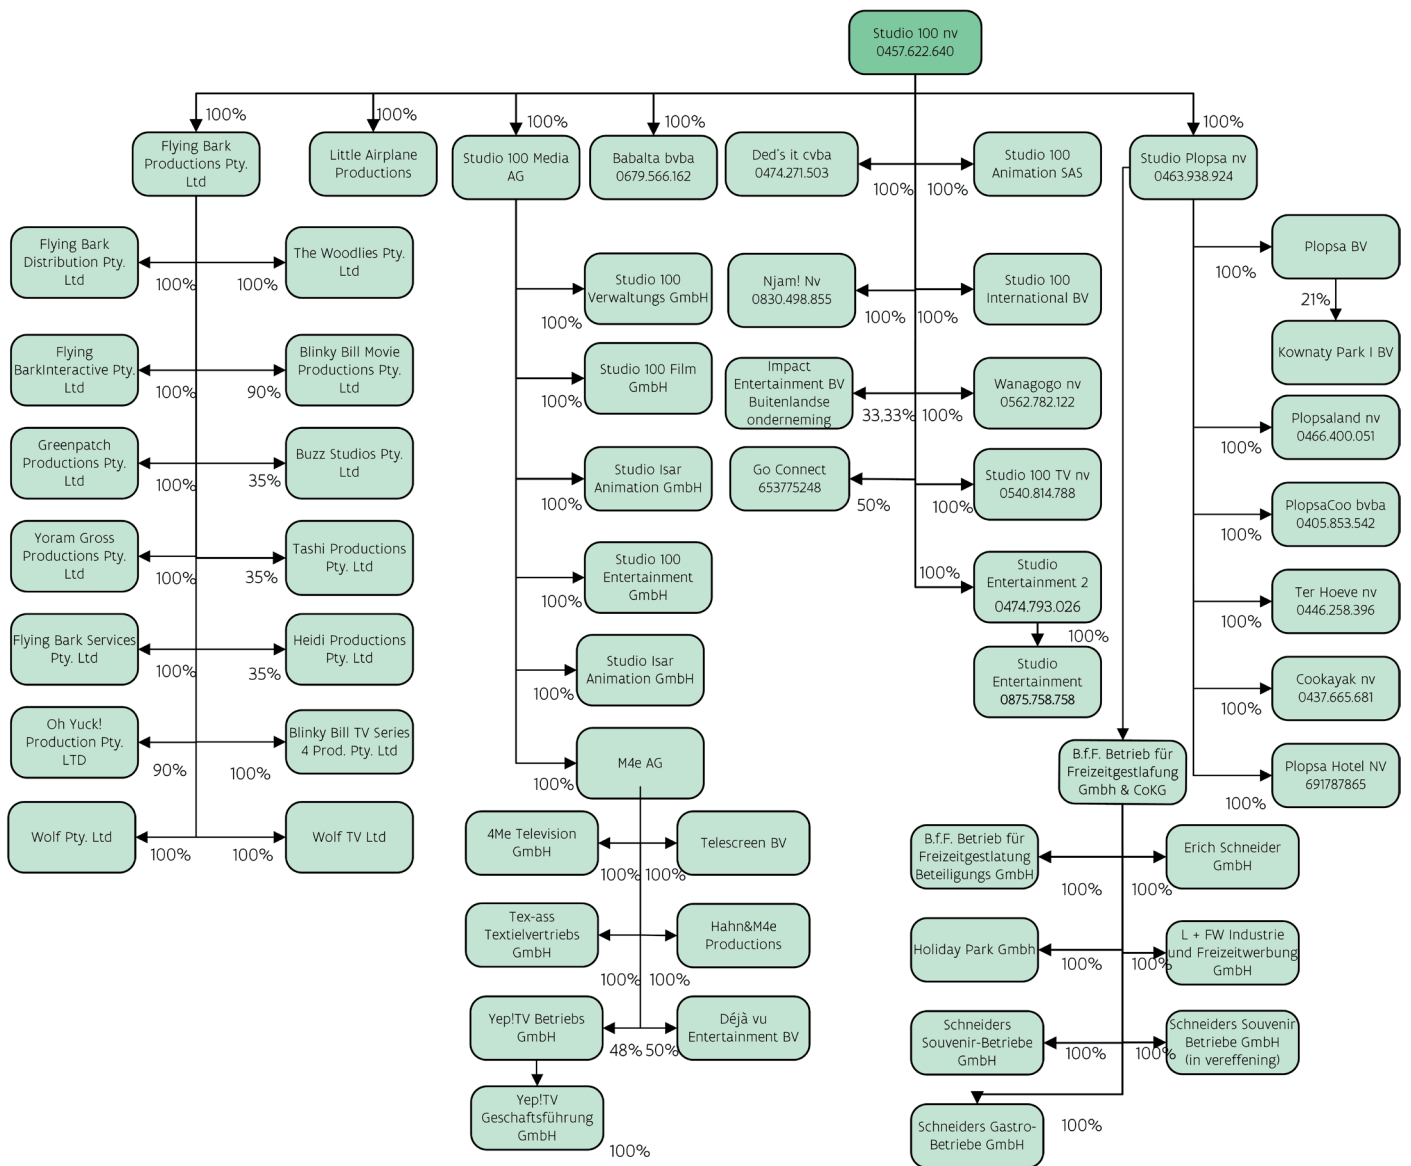 Studio 100 nv
0457.622.640
100%
100%
100%
100%
100%
Flying Bark
Productions Pty.
Ltd
Little Airplane
Productions
Studio 100 Media
AG
Babalta bvba
0679.566.162
Ded's it cvba
0474.271.503
100%
100%
Studio 100
Animation SAS
Studio Plopsa nv
0463.938.924
Flying Bark
Distribution Pty.
Ltd
100%
100%
The Woodlies Pty.
Ltd
Flying
BarkInteractive Pty.
Ltd
100%
90%
Blinky Bill Movie
Productions Pty.
Ltd
Greenpatch
Productions Pty.
Ltd
100%
35%
Buzz Studios Pty.
Ltd
Yoram Gross
Productions Pty.
Ltd
100%
35%
Tashi Productions
Pty. Ltd
Flying Bark Services
Pty. Ltd
100%
35%
Heidi Productions
Pty. Ltd
Oh Yuck!
Production Pty.
LTD
90%
100%
Blinky Bill TV Series
4 Prod. Pty. Ltd
Wolf Pty. Ltd
100%
100%
Wolf TV Ltd
Studio 100
Verwaltungs GmbH
100%
Studio 100 Film
GmbH
100%
Studio Isar
Animation GmbH
100%
Studio 100
Entertainment
GmbH
100%
Studio Isar
Animation GmbH
100%
M4e AG
100%
4Me Television
GmbH
100%
100%
Telescreen BV
Tex-ass
Textielvertriebs
GmbH
100%
100%
Hahn&M4e
Productions
Yep!TV Betriebs
GmbH
48%
50%
Déjà vu
Entertainment BV
Yep!TV
Geschaftsführung
GmbH
100%
Njam! Nv
0830.498.855
100%
100%
Studio 100
International BV
Impact
Entertainment BV
Buitenlandse
onderneming
33,33%
100%
Wanagogo nv
0562.782.122
Go Connect
653775248
50%
100%
Studio 100 TV nv
0540.814.788
100%
Studio
Entertainment 2
0474.793.026
100%
Studio
Entertainment
0875.758.758
Plopsa BV
100%
21%
Kownaty Park I BV
Plopsaland nv
0466.400.051
100%
PlopsaCoo bvba
0405.853.542
100%
Ter Hoeve nv
0446.258.396
100%
Cookayak nv
0437.665.681
100%
Plopsa Hotel NV
691787865
100%
B.f.F. Betrieb für
Freizeitgestlafung
Gmbh & CoKG
B.f.F. Betrieb für
Freizeitgestlatung
Beteiligungs GmbH
100%
100%
Erich Schneider
GmbH
Holiday Park Gmbh
100%
100%
L + FW Industrie
und Freizeitwerbung
GmbH
Schneiders
Souvenir-Betriebe
GmbH
100%
100%
Schneiders Souvenir
Betriebe GmbH
(in vereffening)
Schneiders Gastro-
Betriebe GmbH
100%